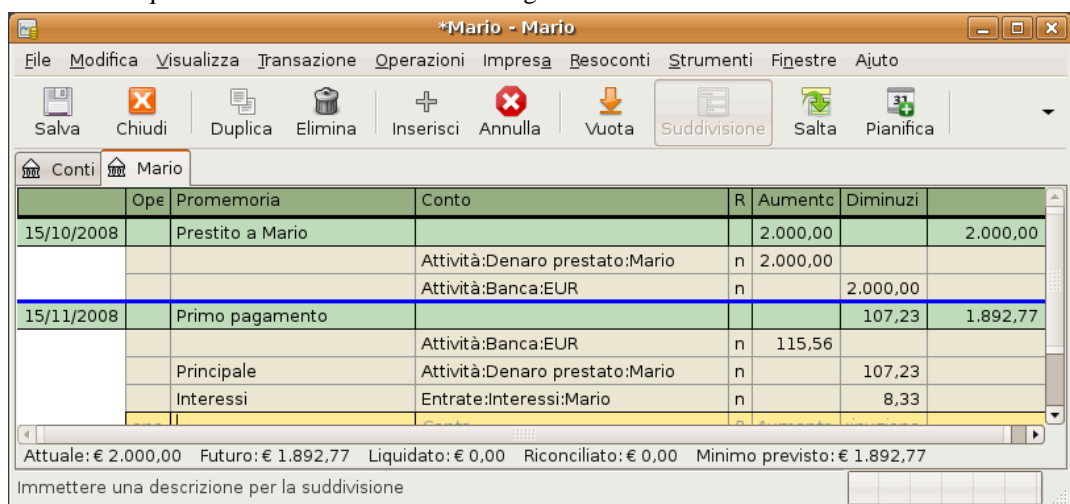 *Mario - Mario
File Modifica Visualizza Transazione Operazioni Impresa Resoconti Strumenti Finestre Aiuto
Salva Chiudi Duplica Elimina Inserisci Annulla Vuota Suddivisione Salta Pianifica
Conti Mario
Ope Promemoria Conto R Aumento Diminuzi
15/10/2008 Prestito a Mario 2.000,00 2.000,00
Attività:Denaro prestato:Mario n 2.000,00
Attività:Banca:EUR n 2.000,00
15/11/2008 Primo pagamento 107,23 1.892,77
Attività:Banca:EUR n 115,56
Principale Attività:Denaro prestato:Mario n 107,23
Interessi Entrate:Interessi:Mario n 8,33
Attuale: € 2.000,00 Futuro: € 1.892,77 Liquidato: € 0,00 Riconciliato: € 0,00 Minimo previsto: € 1.892,77
Immettere una descrizione per la suddivisione